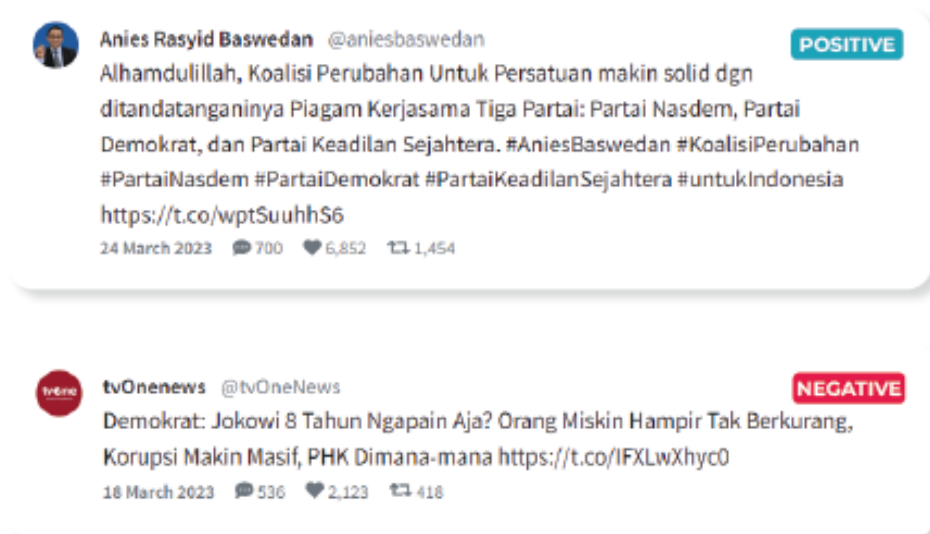 Anies Rasyid Baswedan @aniesbaswedan
POSITIVE
Alhamdulillah, Koalisi Perubahan Untuk Persatuan makin solid dgn
ditandatanganinya Piagam Kerjasama Tiga Partai: Partai Nasdem, Partai
Demokrat, dan Partai Keadilan Sejahtera. #AniesBaswedan #KoalisiPerubahan
#PartaiNasdem #PartaiDemokrat #PartaiKeadilanSejahtera #untukIndonesia
https://t.co/wptSuuhhS6
24 March 2023 700 6,852 1,454
tvOne
tvOnenews @tvOneNews
NEGATIVE
Demokrat: Jokowi 8 Tahun Ngapain Aja? Orang Miskin Hampir Tak Berkurang,
Korupsi Makin Masif, PHK Dimana-mana https://t.co/IFXLwXhyc0
18 March 2023 536 2,123 418